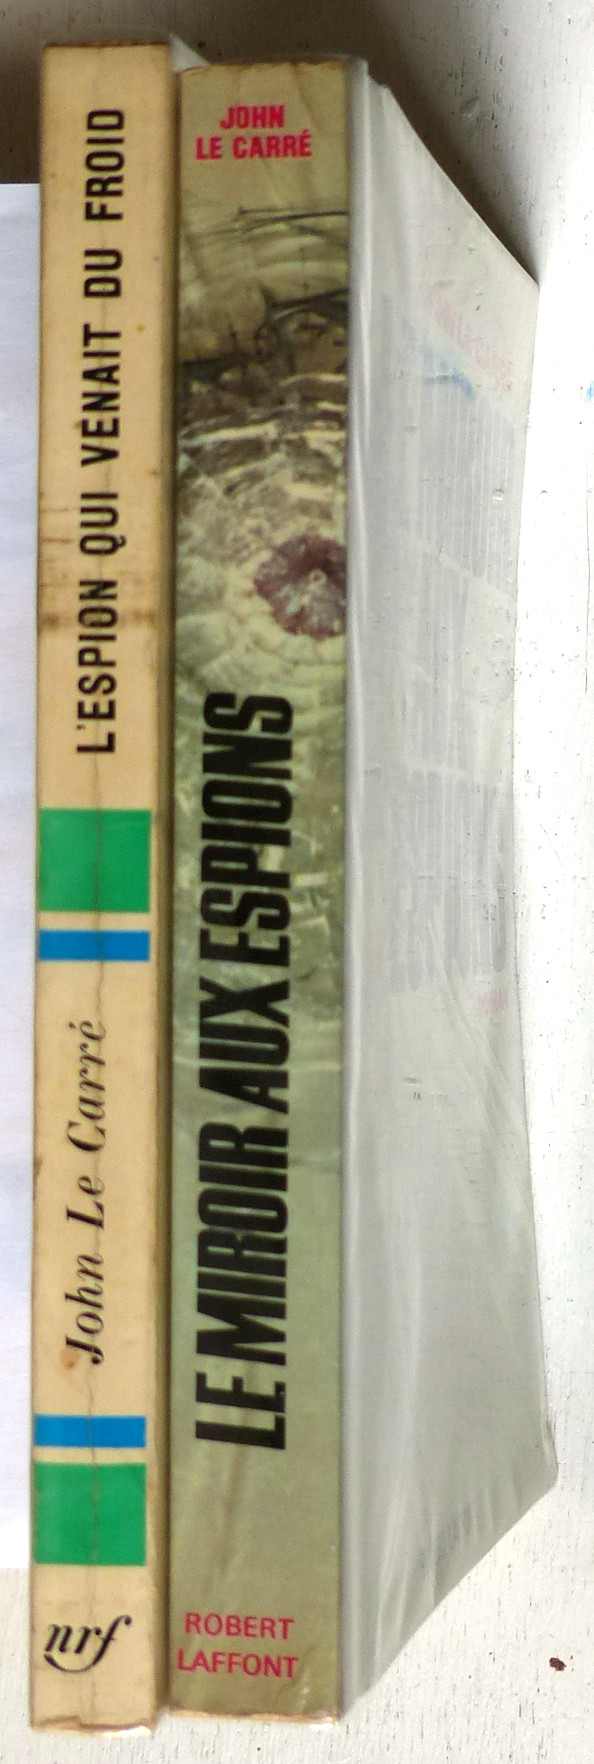 L'ESPION QUI VENAIT DU FROID
John Le Carré
nrf
JOHN
LE CARRÉ
LE MIROIR AUX ESPIONS
ROBERT
LAFFONT